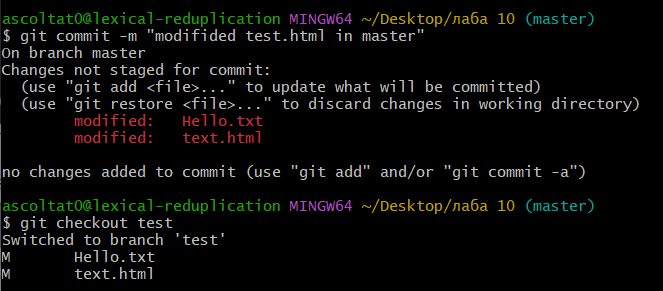 ascoltat0@lexical-reduplication MINGW64 ~/Desktop/лаба 10 (master)
$ git commit -m "modifided test.html in master"
On branch master
Changes not staged for commit:
  (use "git add <file>..." to update what will be committed)
  (use "git restore <file>..." to discard changes in working directory)
        modified:   Hello.txt
        modified:   text.html
no changes added to commit (use "git add" and/or "git commit -a")
ascoltat0@lexical-reduplication MINGW64 ~/Desktop/лаба 10 (master)
$ git checkout test
Switched to branch 'test'
M       Hello.txt
M       text.html